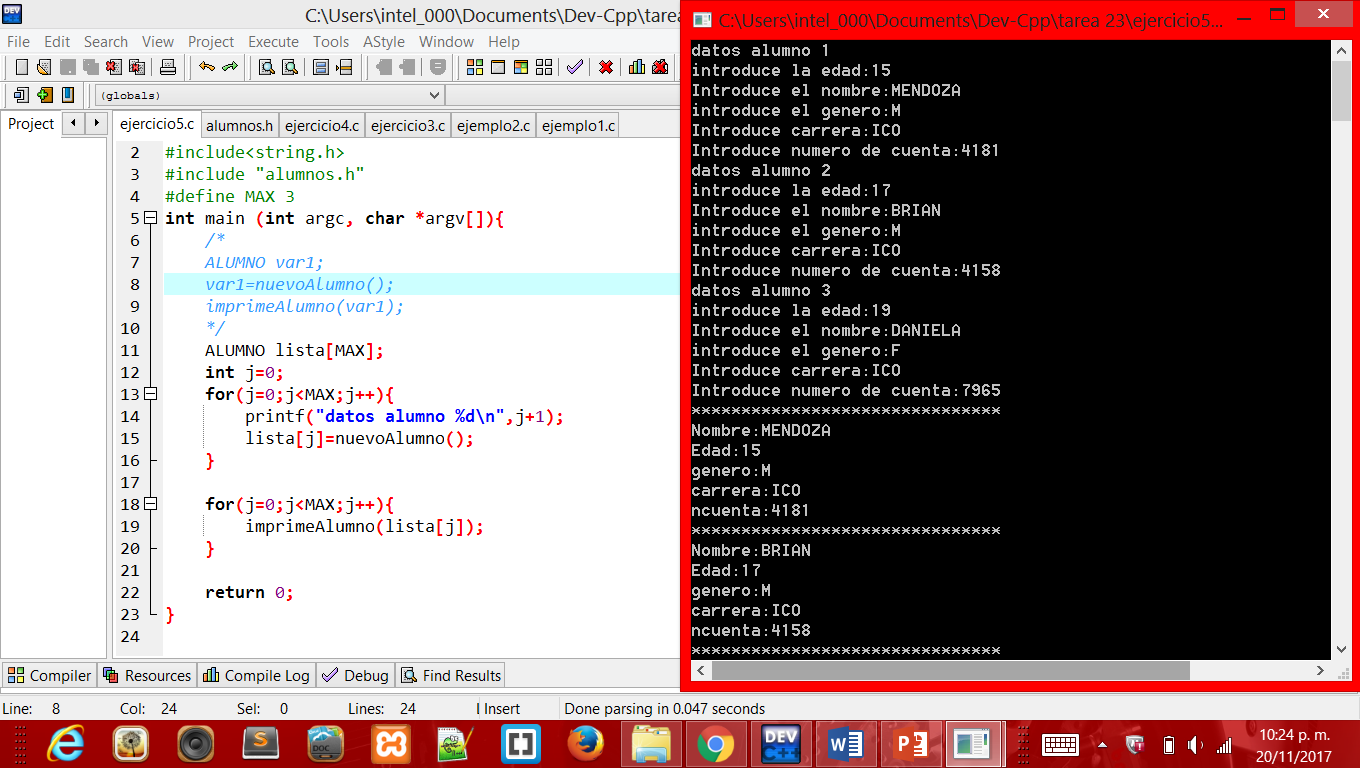 C:\Users\intel_000\Documents\Dev-Cpp\tarea
File Edit Search View Project Execute Tools AStyle Window Help
(globals)
Project
ejercicio5.c alumnos.h ejercicio4.c ejercicio3.c ejemplo2.c ejemplo1.c
2 #include<string.h>
3 #include "alumnos.h"
4 #define MAX 3
5 int main (int argc, char *argv[]){
6 /*
7 ALUMNO var1;
8 var1=nuevoAlumno();
9 imprimeAlumno(var1);
10 */
11 ALUMNO lista[MAX];
12 int j=0;
13 for(j=0;j<MAX;j++){
14 printf("datos alumno %d\n",j+1);
15 lista[j]=nuevoAlumno();
16 }
17
18 for(j=0;j<MAX;j++){
19 imprimeAlumno(lista[j]);
20 }
21
22 return 0;
23 }
24
Compiler Resources Compile Log Debug Find Results
Line: 8 Col: 24 Sel: 0 Lines: 24 Insert Done parsing in 0.047 seconds
C:\Users\intel_000\Documents\Dev-Cpp\tarea 23\ejercicio5...
datos alumno 1
introduce la edad:15
Introduce el nombre:MENDOZA
introduce el genero:M
Introduce carrera:ICO
Introduce numero de cuenta:4181
datos alumno 2
introduce la edad:17
Introduce el nombre:BRIAN
introduce el genero:M
Introduce carrera:ICO
Introduce numero de cuenta:4158
datos alumno 3
introduce la edad:19
Introduce el nombre:DANIELA
introduce el genero:F
Introduce carrera:ICO
Introduce numero de cuenta:7965
*******************************
Nombre:MENDOZA
Edad:15
genero:M
carrera:ICO
ncuenta:4181
*******************************
Nombre:BRIAN
Edad:17
genero:M
carrera:ICO
ncuenta:4158
*******************************
10:24 p. m.
20/11/2017